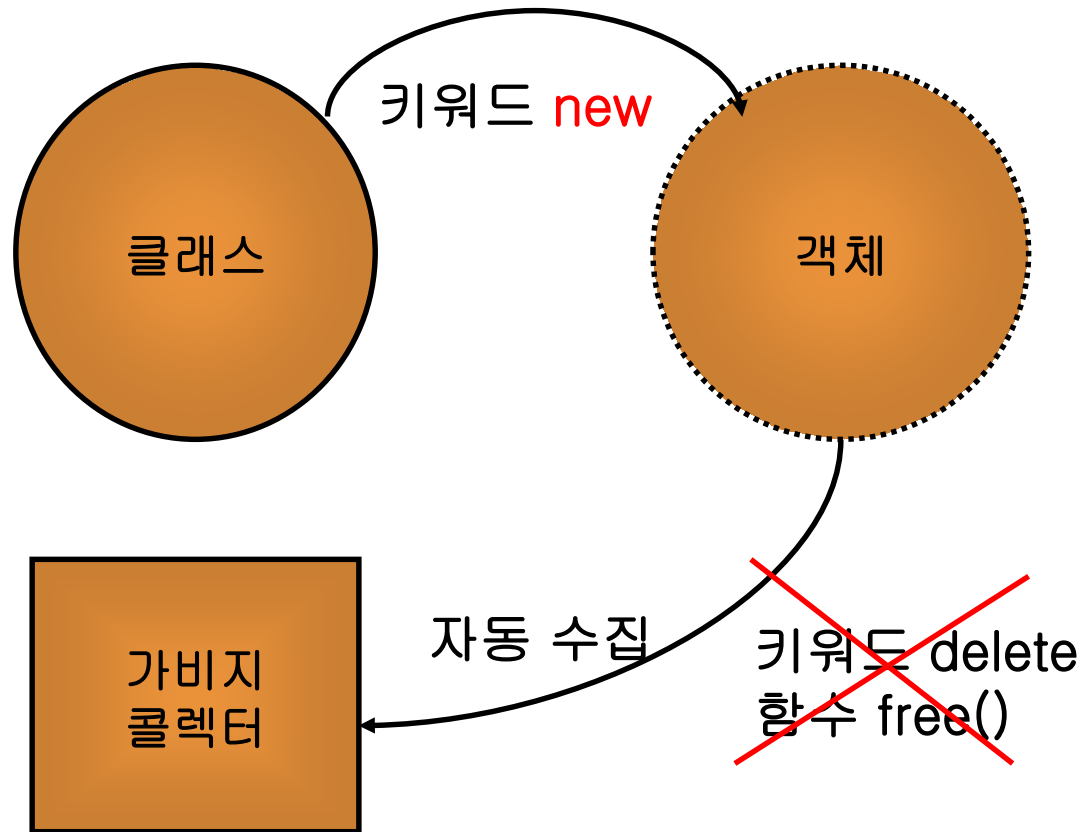 키워드 new
클래스
객체
자동 수집
키워드 delete
함수 free()
가비지
콜렉터